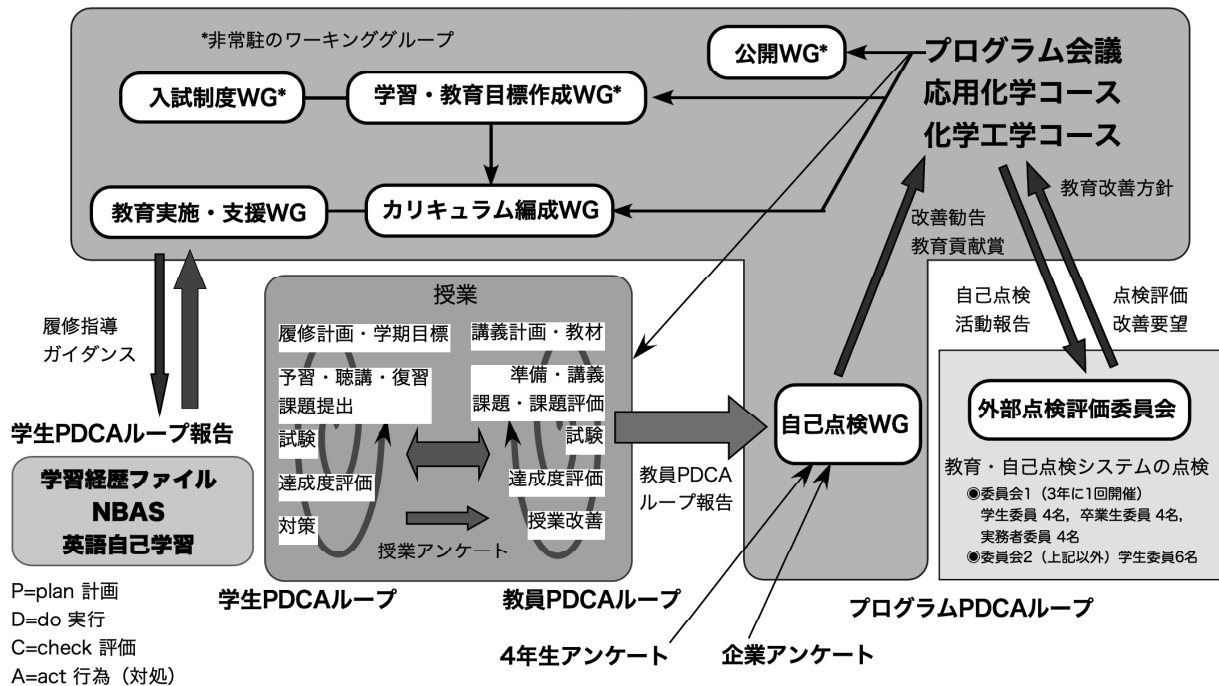 *非常駐のワーキンググループ
公開WG*
プログラム会議
応用化学コース
化学工学コース
入試制度WG*
学習・教育目標作成WG*
教育実施・支援WG
カリキュラム編成WG
改善勧告
教育貢献賞
教育改善方針
履修指導
ガイダンス
自己点検
活動報告
点検評価
改善要望
学生PDCAループ報告
学習経歴ファイル
NBAS
英語自己学習
P=plan 計画
D=do 実行
C=check 評価
A=act 行為（対処）
授業
履修計画・学期目標
予習・聴講・復習
課題提出
試験
達成度評価
対策
講義計画・教材
準備・講義
課題・課題評価
試験
達成度評価
授業改善
授業アンケート
学生PDCAループ
教員PDCAループ
教員PDCA
ループ報告
自己点検WG
4年生アンケート
企業アンケート
プログラムPDCAループ
外部点検評価委員会
教育・自己点検システムの点検
◉委員会1（3年に1回開催）
学生委員 4名，卒業生委員 4名，
実務者委員 4名
◉委員会2（上記以外）学生委員6名